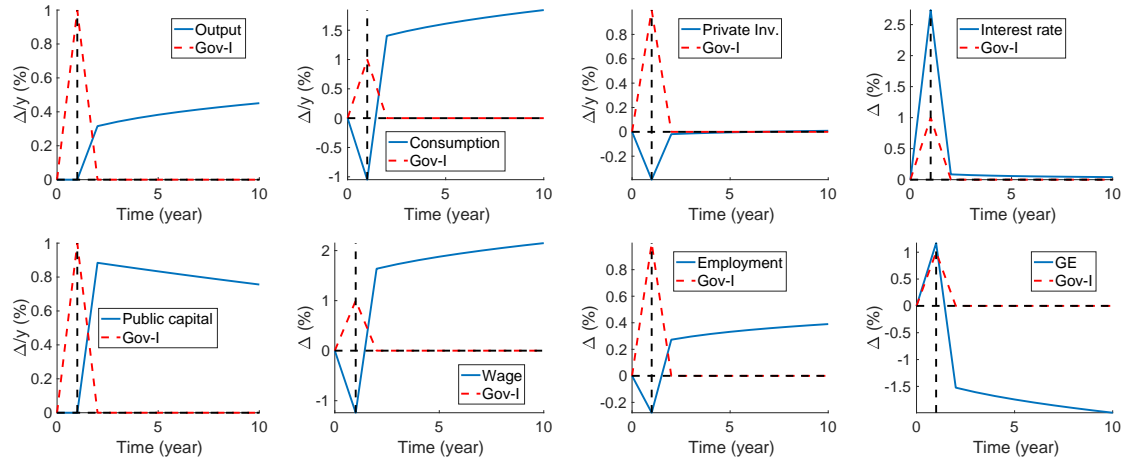 Δ/y (%)
1
0.8
0.6
0.4
0.2
0
0
5
10
Time (year)
Output
Gov-I
Δ/y (%)
1.5
1
0.5
0
-0.5
-1
0
5
10
Time (year)
Consumption
Gov-I
Δ/y (%)
0.8
0.6
0.4
0.2
0
-0.2
0
5
10
Time (year)
Private Inv.
Gov-I
Δ (%)
2.5
2
1.5
1
0.5
0
5
10
Time (year)
Interest rate
Gov-I
Δ/y (%)
1
0.8
0.6
0.4
0.2
0
0
5
10
Time (year)
Public capital
Gov-I
Δ (%)
2
1
0
-1
0
5
10
Time (year)
Wage
Gov-I
Δ (%)
0.8
0.6
0.4
0.2
0
-0.2
0
5
10
Time (year)
Employment
Gov-I
Δ (%)
1
0.5
0
-0.5
-1
-1.5
0
5
10
Time (year)
GE
Gov-I